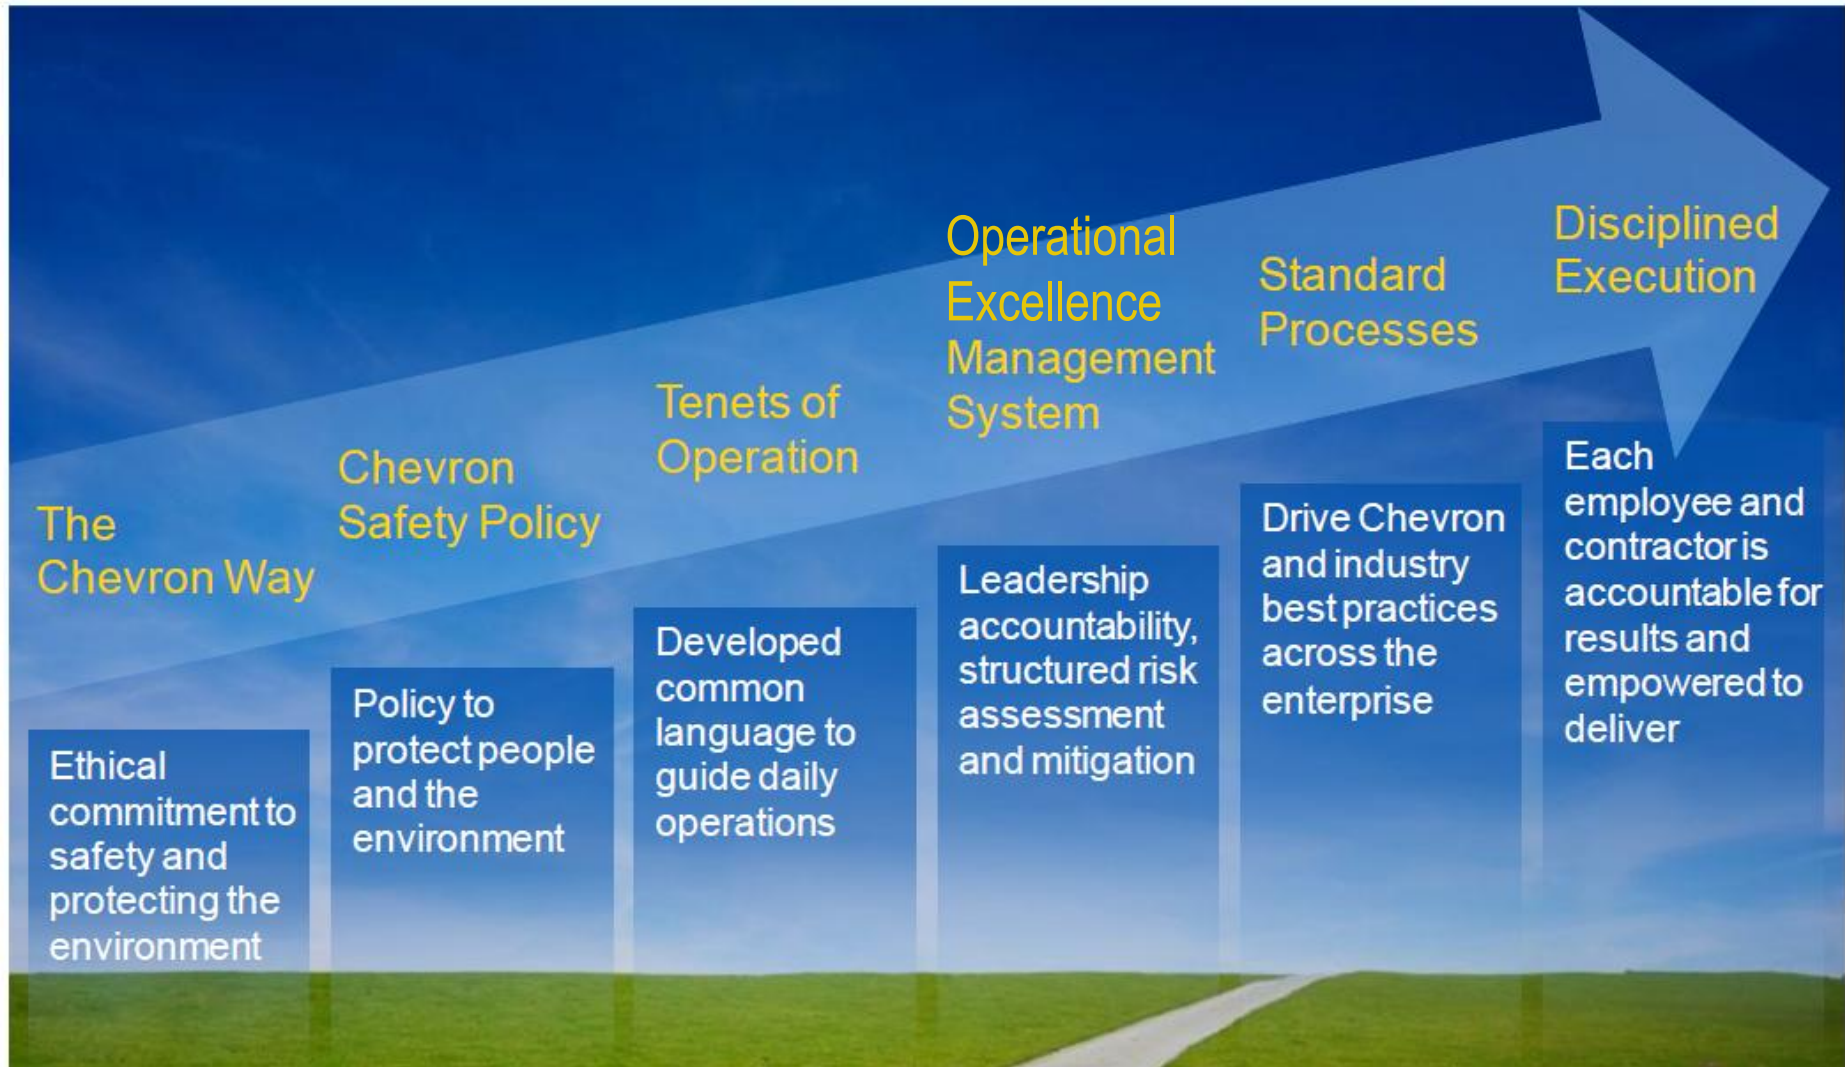 The
Chevron Way
Ethical
commitment to
safety and
protecting the
environment
Chevron
Safety Policy
Policy to
protect people
and the
environment
Tenets of
Operation
Developed
common
language to
guide daily
operations
Operational
Excellence
Management
System
Leadership
accountability,
structured risk
assessment
and mitigation
Standard
Processes
Drive Chevron
and industry
best practices
across the
enterprise
Disciplined
Execution
Each
employee and
contractor is
accountable for
results and
empowered to
deliver